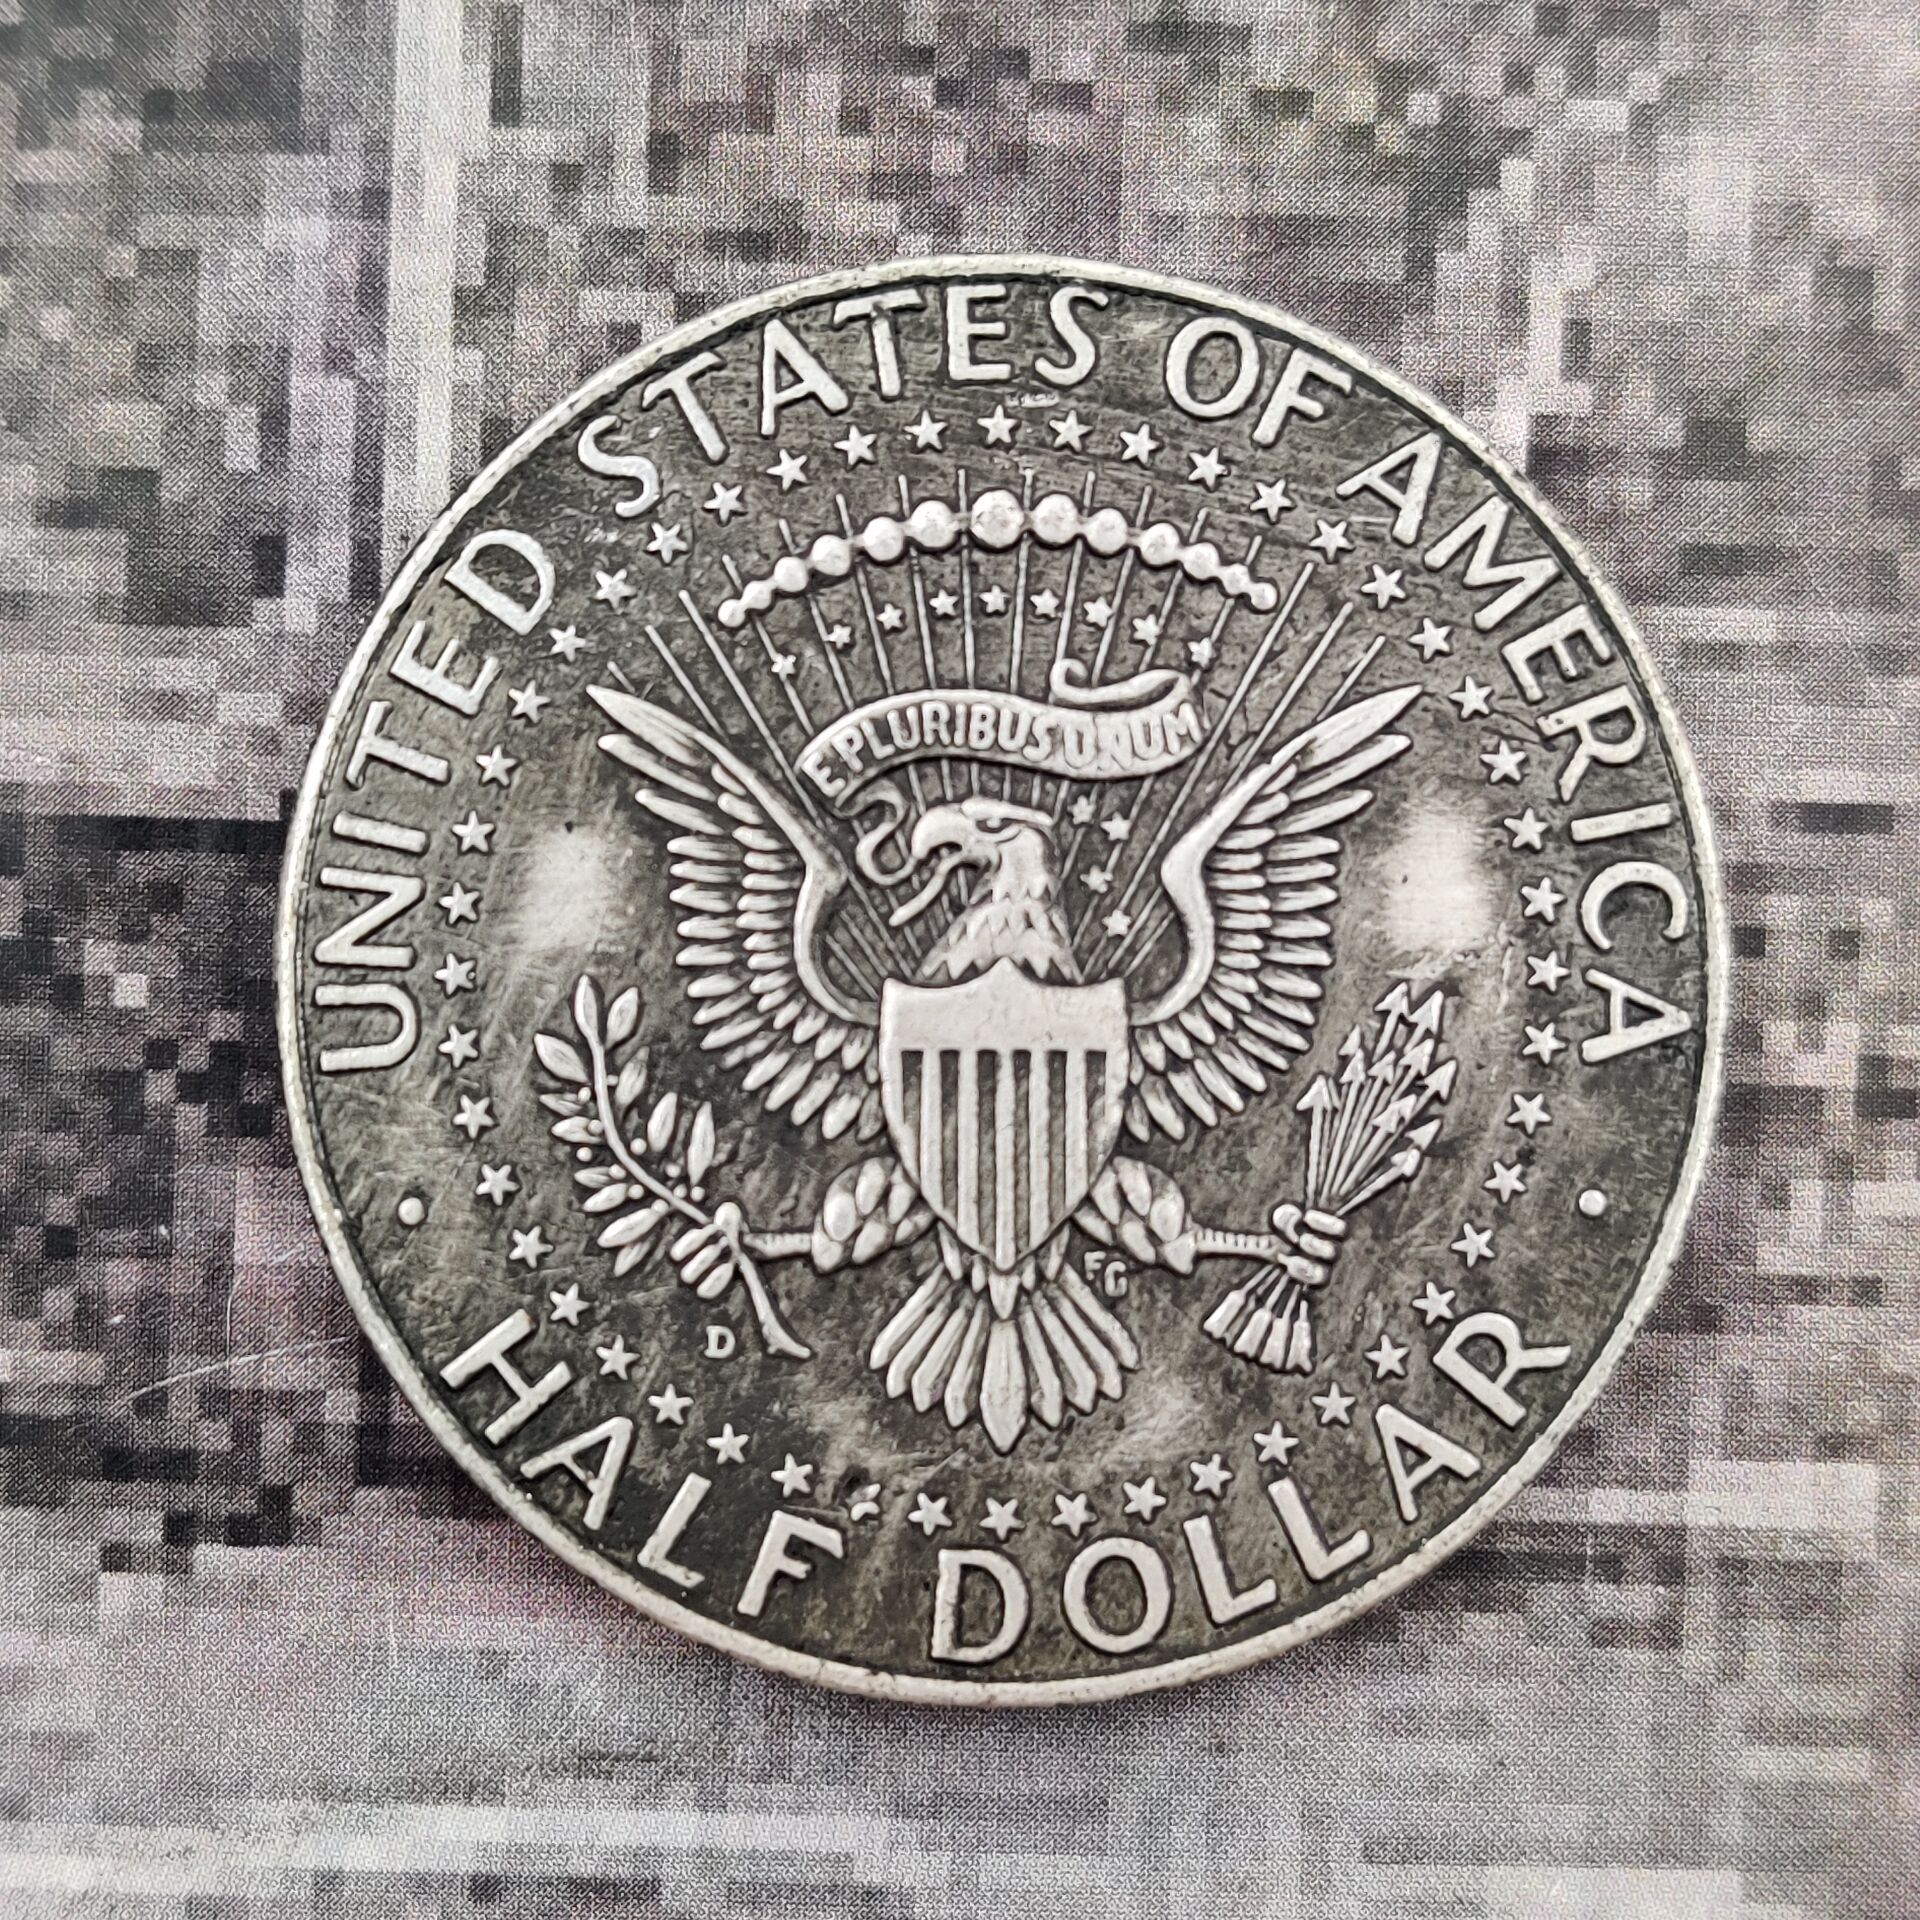 UNITED STATES OF AMERICA
E PLURIBUS UNUM
FG
D
HALF DOLLAR